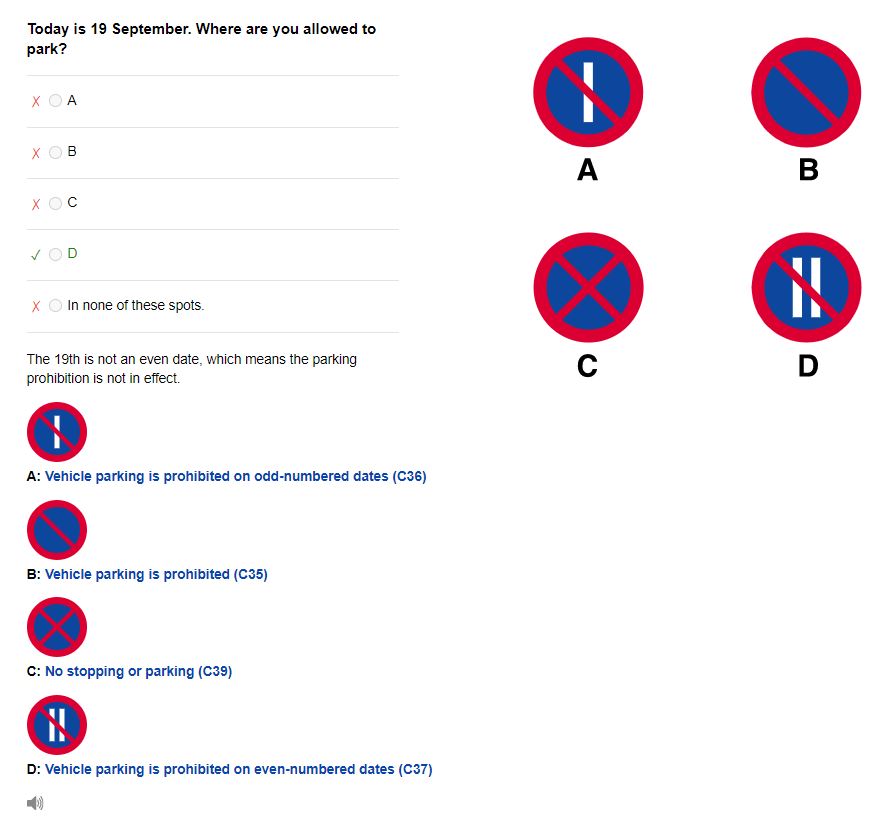 Today is 19 September. Where are you allowed to
park?
A
B
C
D
In none of these spots.
The 19th is not an even date, which means the parking
prohibition is not in effect.
A: Vehicle parking is prohibited on odd-numbered dates (C36)
B: Vehicle parking is prohibited (C35)
C: No stopping or parking (C39)
D: Vehicle parking is prohibited on even-numbered dates (C37)
A
B
C
D